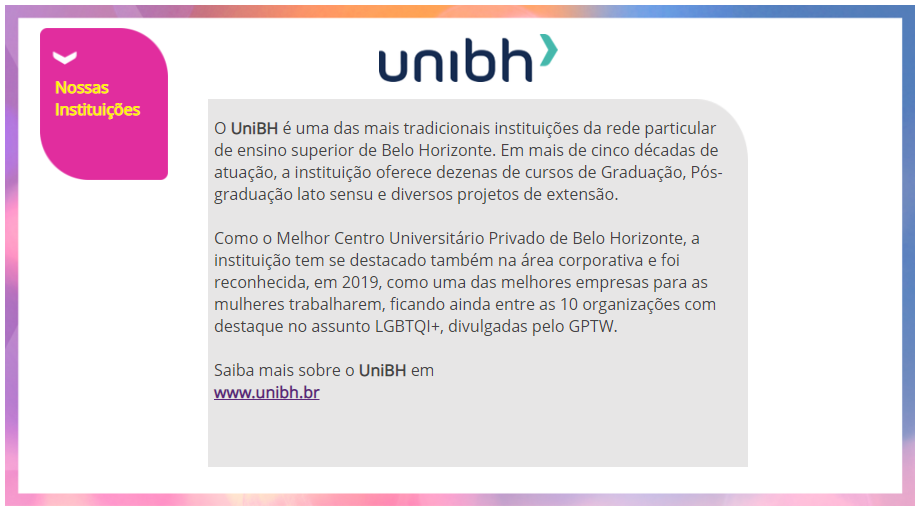 Nossas
Instituições
unibh
O UniBH é uma das mais tradicionais instituições da rede particular
de ensino superior de Belo Horizonte. Em mais de cinco décadas de
atuação, a instituição oferece dezenas de cursos de Graduação, Pós-
graduação lato sensu e diversos projetos de extensão.
Como o Melhor Centro Universitário Privado de Belo Horizonte, a
instituição tem se destacado também na área corporativa e foi
reconhecida, em 2019, como uma das melhores empresas para as
mulheres trabalharem, ficando ainda entre as 10 organizações com
destaque no assunto LGBTQI+, divulgadas pelo GPTW.
Saiba mais sobre o UniBH em
www.unibh.br